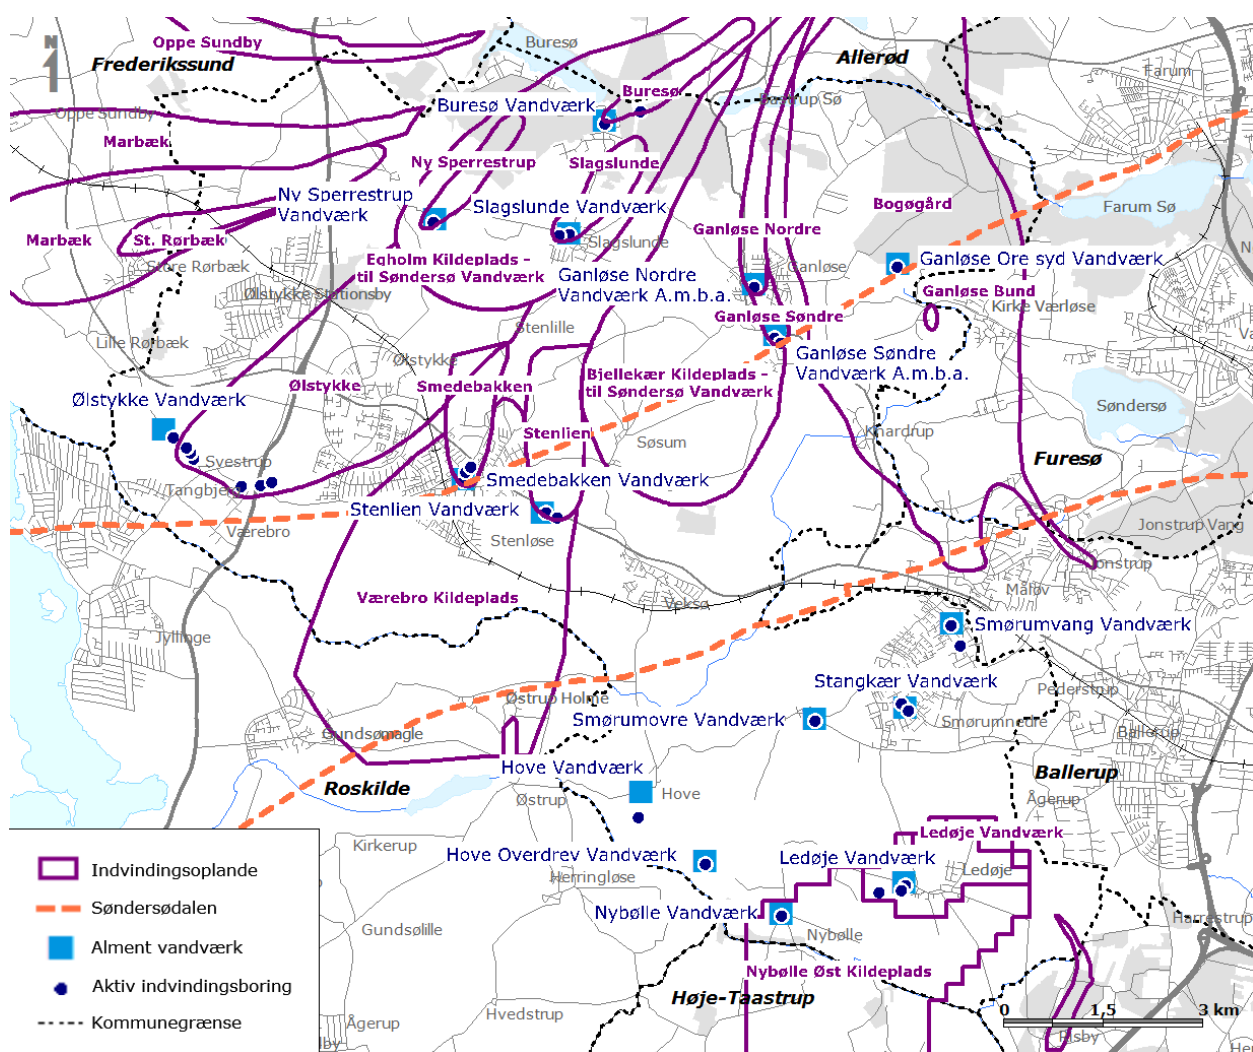 Oppe Sundby
N
Frederikssund
Buresø
Allerød
Farum
Buresø
Buresø Vandværk
Bastrup Sø
Oppe Sundby
Marbæk
Ny Sperrestrup
Slagslunde
Ny Sperrestrup
Vandværk
Slagslunde Vandværk
Bogøgård
Farum Sø
Marbæk
St. Rørbæk
Slagslunde
Ganløse Nordre
Store Rørbæk
Egholm Kildeplads -
til Søndersø Vandværk
Ganløse Nordre
Vandværk A.m.b.a.
Ganløse
Ganløse Ore syd Vandværk
Ølstykke Stationsby
Ganløse Bund
Kirke Værløse
Stenlille
Ganløse Søndre
Lille Rørbæk
Ølstykke
Ganløse Søndre
Vandværk A.m.b.a.
Ølstykke
Smedebakken
Bjellekær Kildeplads -
til Søndersø Vandværk
Ølstykke Vandværk
Søndersø
Stenlien
Søsum
Knardrup
Svestrup
Furesø
Tangbjerg
Smedebakken Vandværk
Stenlien Vandværk
Værebro
Stenløse
Jonstrup Vang
Jonstrup
Måløv
Værebro Kildeplads
Veksø
Jyllinge
Smørumvang Vandværk
Stangkær Vandværk
Pederstrup
Østrup Holme
Smørumovre Vandværk
Smørumnedre
Gundsømagle
Ballerup
Hove Vandværk
Roskilde
Ballerup
Østrup
Hove
Ågerup
Ledøje Vandværk
Kirkerup
Hove Overdrev Vandværk
Ledøje Vandværk
Herringløse
Ledøje
Indvindingsoplande
Søndersødalen
Nybølle Vandværk
Gundsølille
Nybølle
Harrestrup
Alment vandværk
Nybølle Øst Kildeplads
Aktiv indvindingsboring
Høje-Taastrup
Hvedstrup
0 1,5 3 km
Kommunegrænse
Ågerup
Risby